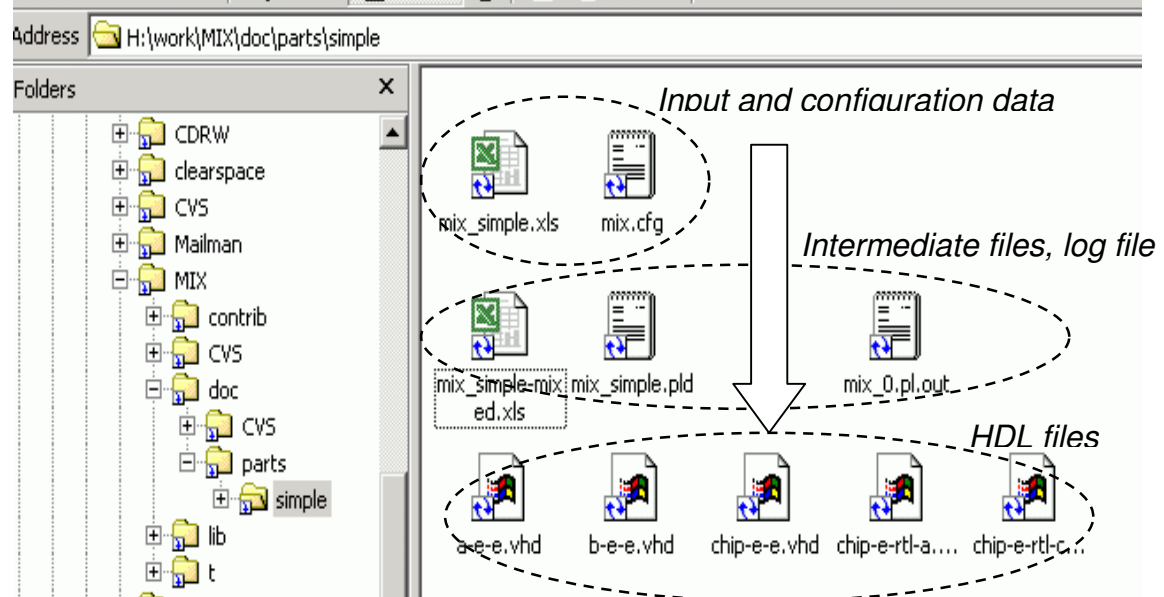 Address H:\work\MIX\doc\parts\simple
Folders x
CDRW
clearspace
CVS
Mailman
MIX
contrib
CVS
doc
CVS
parts
simple
lib
t
Input and configuration data
mix_simple.xls mix.cfg
Intermediate files, log file
mix_simple-mix mix_simple.pld mix_0.pl.out
ed.xls
HDL files
a-e-e.vhd b-e-e.vhd chip-e-e.vhd chip-e-rtl-a.... chip-e-rtl-c...